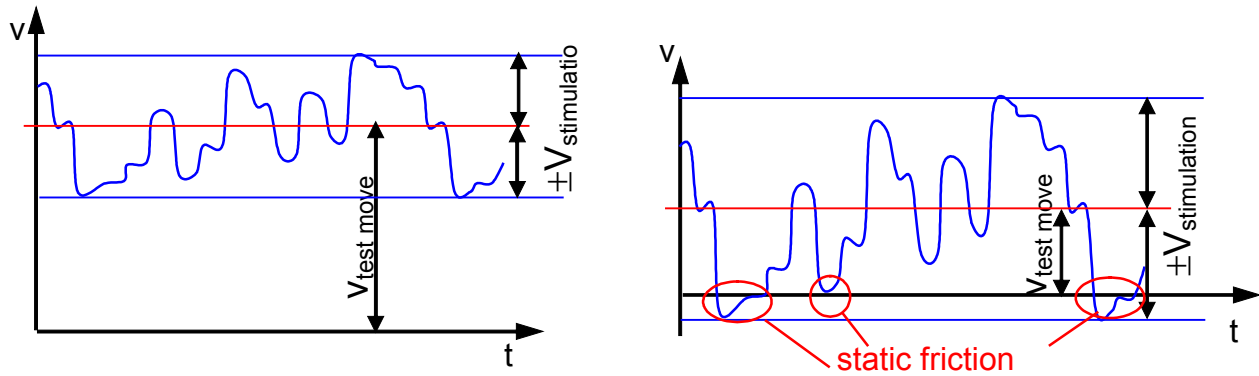 v
±Vstimulatio
vtest move
t
v
±Vstimulation
vtest move
t
static friction